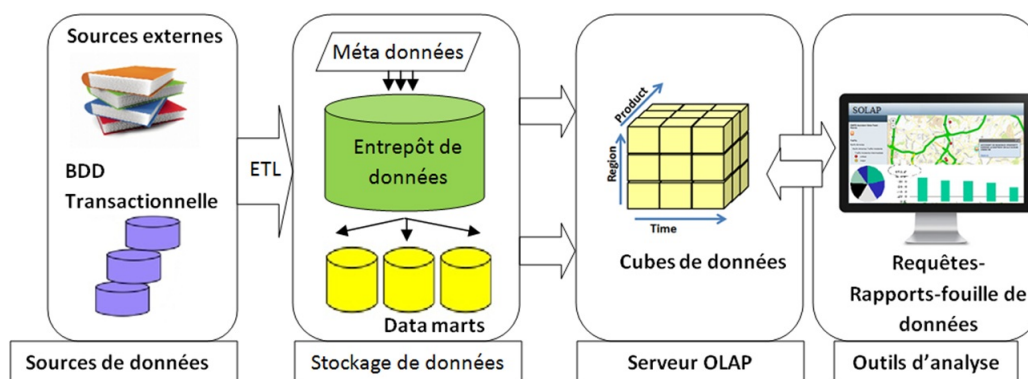 Sources externes
BDD
Transactionnelle
Sources de données
ETL
Méta données
Entrepôt de
données
Data marts
Stockage de données
Product
Region
Time
Cubes de données
Serveur OLAP
SOLAP
Requêtes-
Rapports-fouille de
données
Outils d'analyse